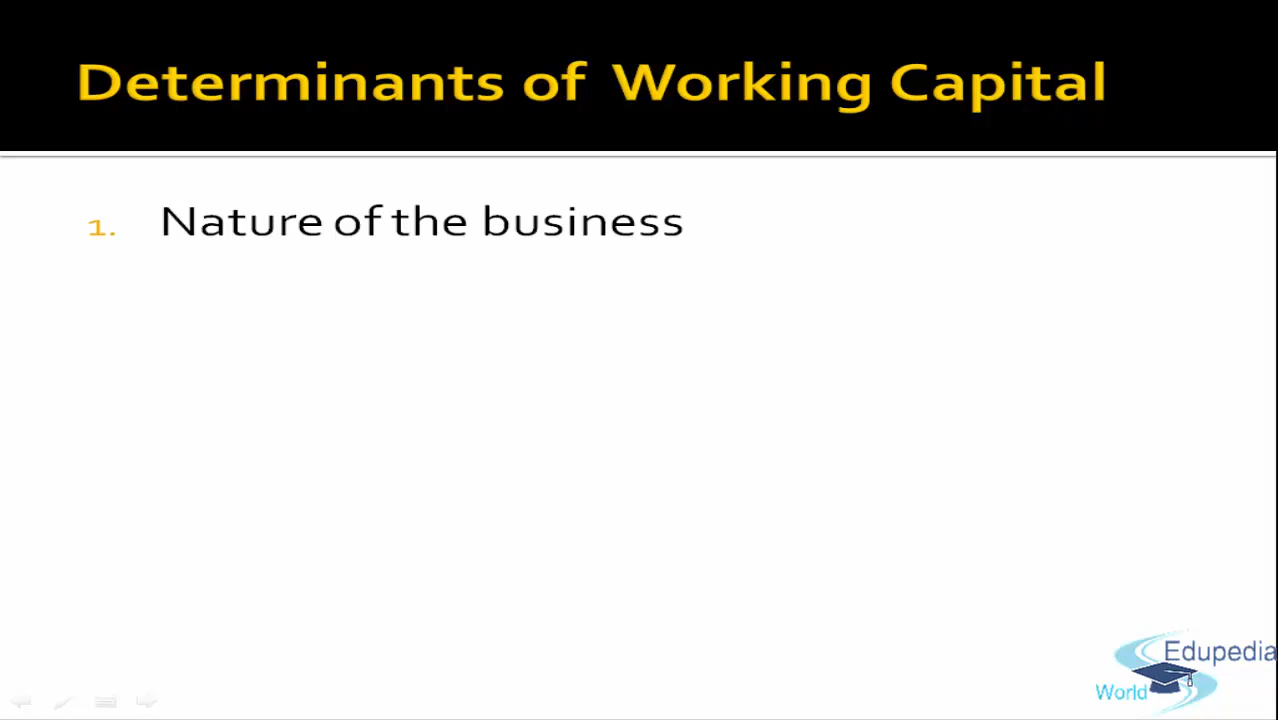 Determinants of Working Capital
1. Nature of the business
Edupedia
World